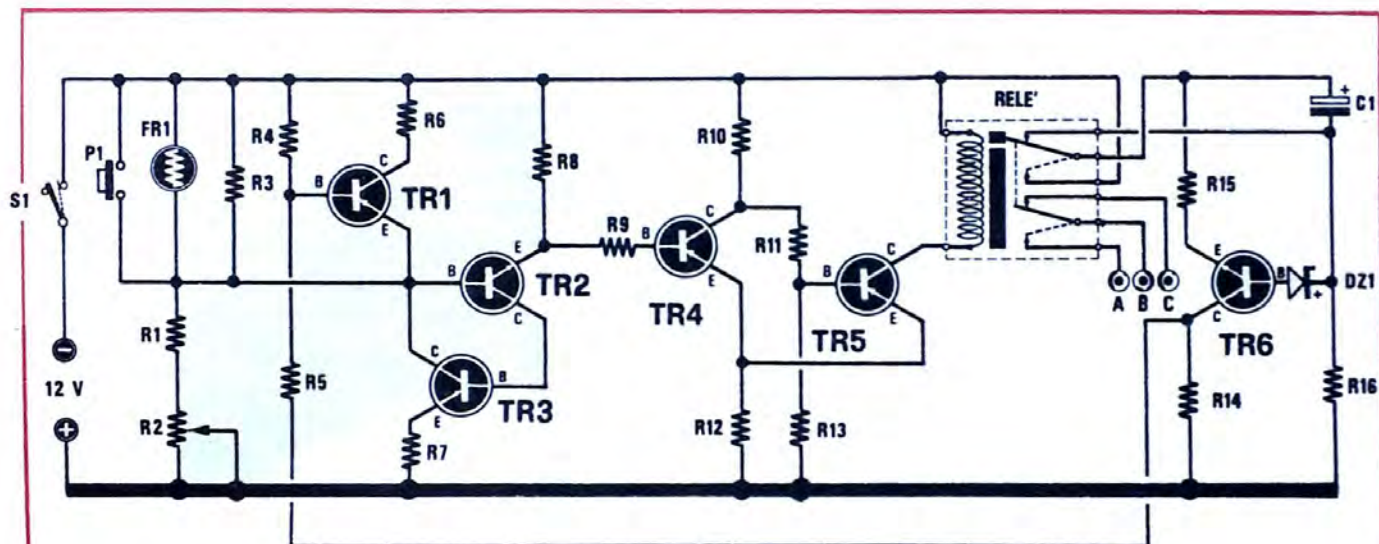 RELE'
+
C1
P1
FR1
R3
R4
R6
C
B
TR1
E
R8
R10
R15
S1
R9
B
C
TR4
E
R11
B
C
TR5
E
A
B
C
E
B
+
DZ1
TR6
C
B
E
TR2
C
R1
12 V
R2
R5
C
B
TR3
E
R7
R12
R13
R14
R16
−
+